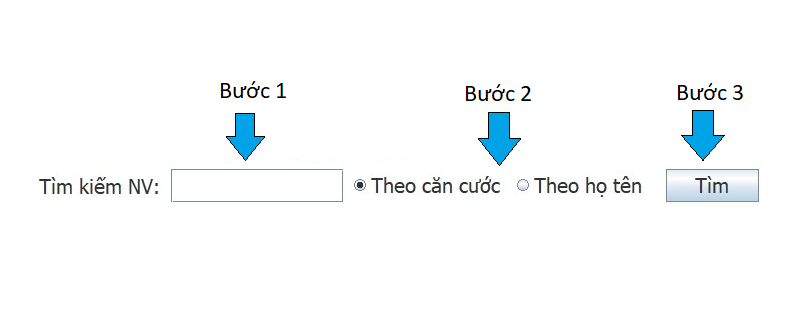 Bước 1
Bước 2
Bước 3
Tìm kiếm NV:
Theo căn cước
Theo họ tên
Tìm